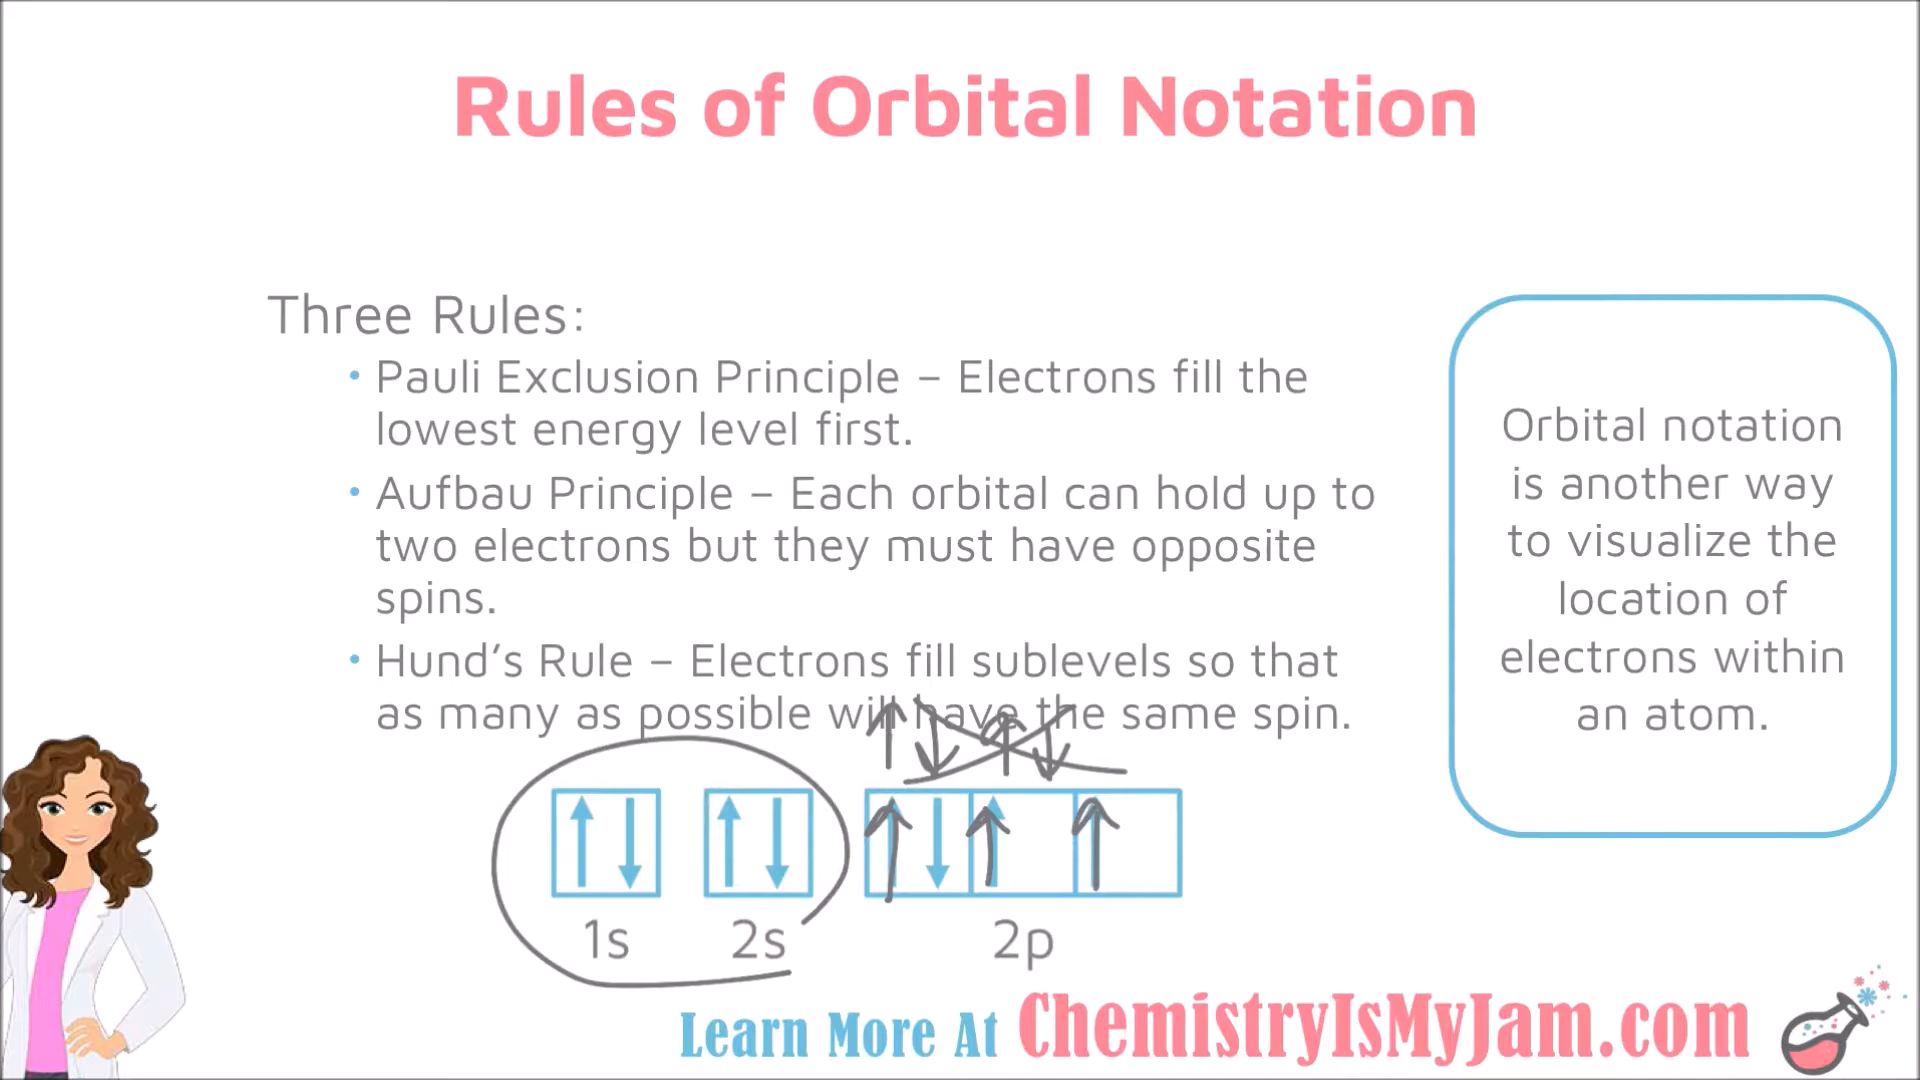 Rules of Orbital Notation
Three Rules:
• Pauli Exclusion Principle – Electrons fill the
lowest energy level first.
• Aufbau Principle – Each orbital can hold up to
two electrons but they must have opposite
spins.
• Hund’s Rule – Electrons fill sublevels so that
as many as possible will have the same spin.
Orbital notation
is another way
to visualize the
location of
electrons within
an atom.
1s 2s 2p
Learn More At ChemistryIsMyJam.com